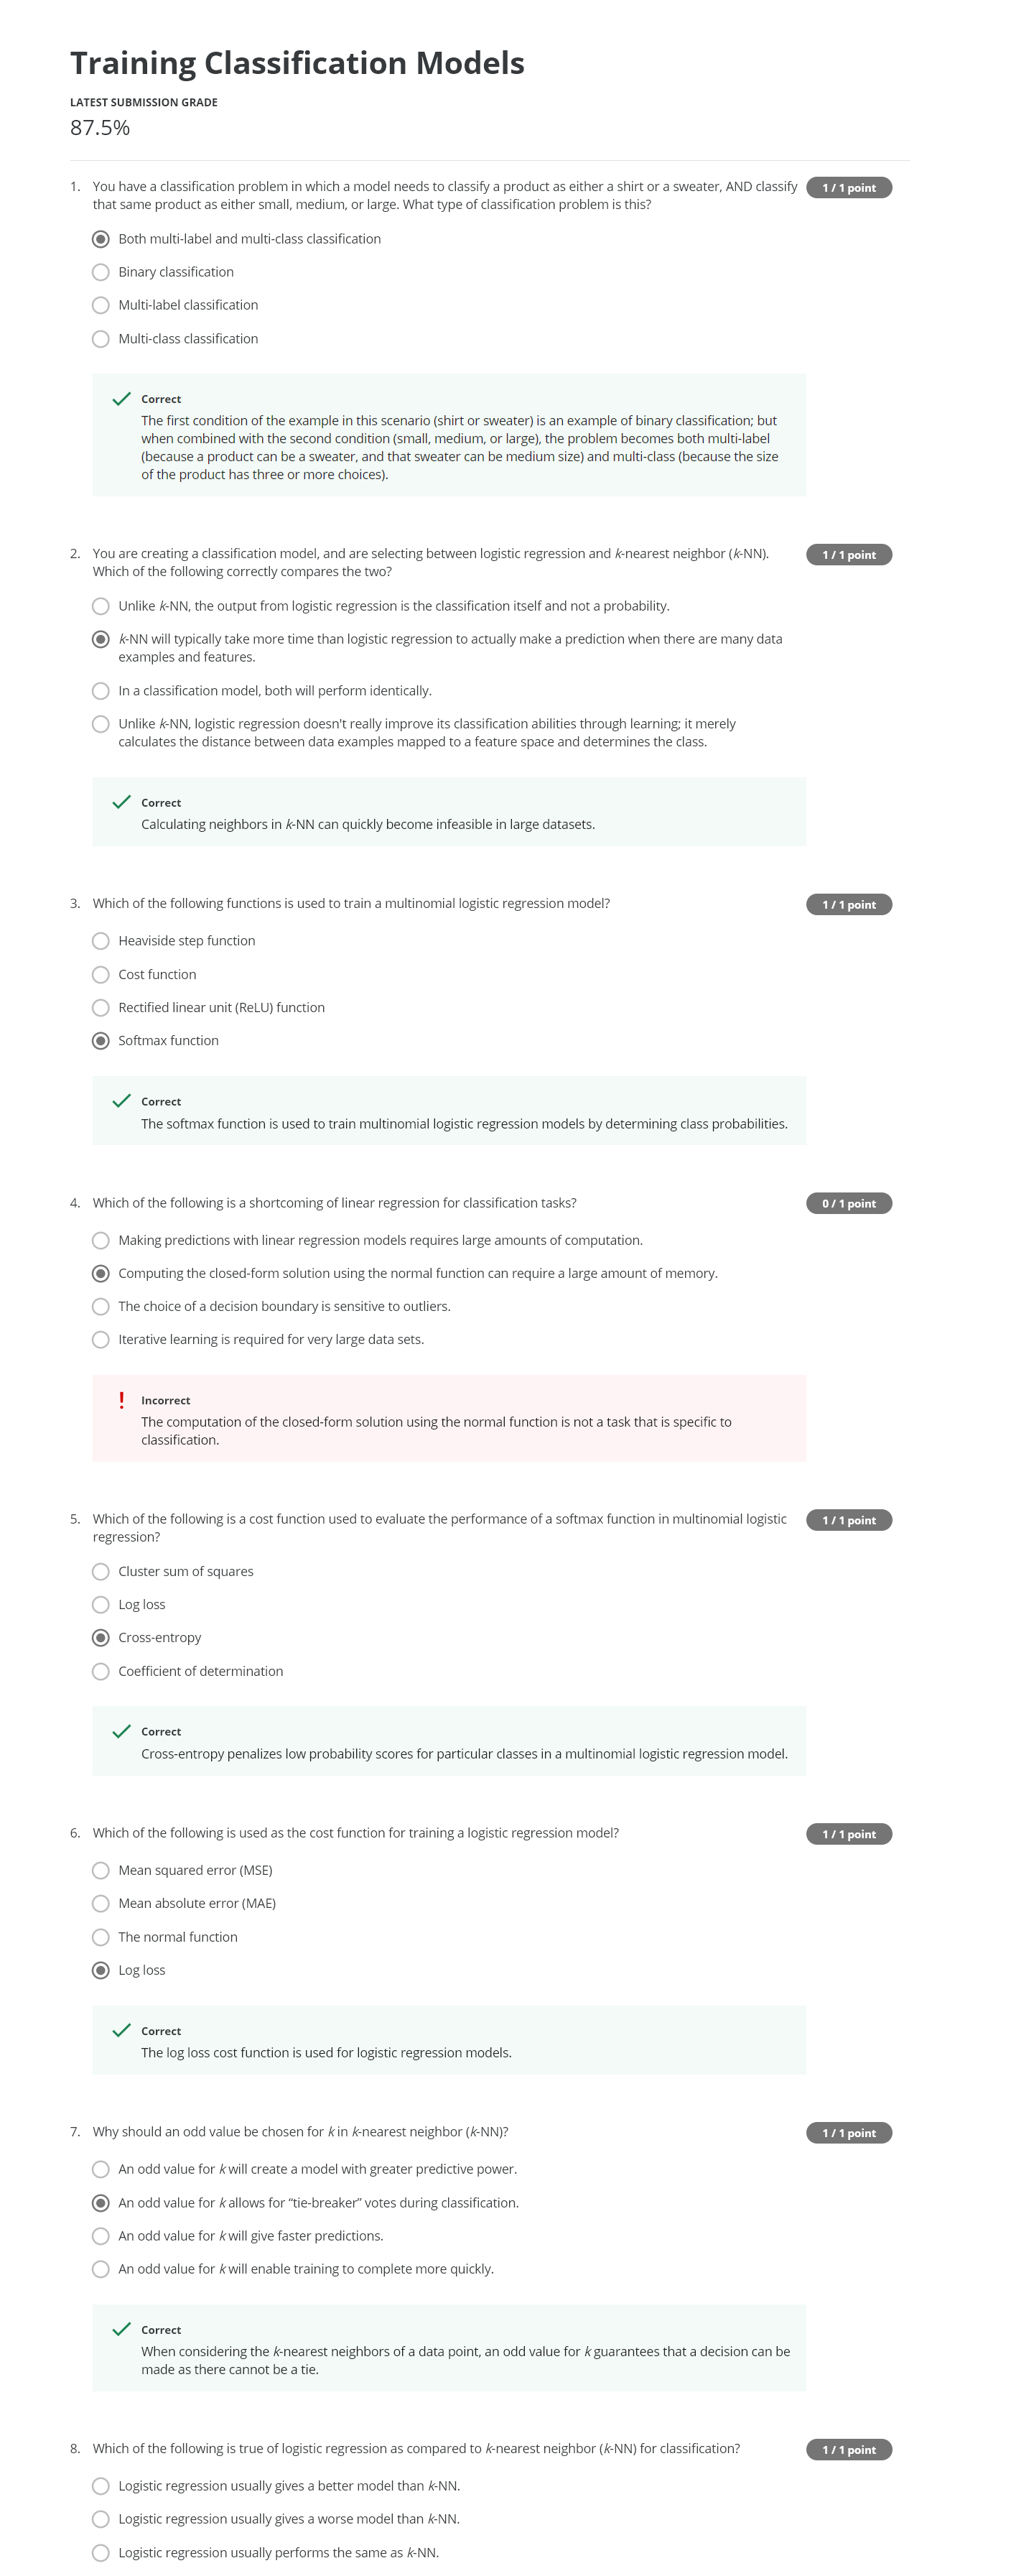 Training Classification Models
LATEST SUBMISSION GRADE
87.5%
1. You have a classification problem in which a model needs to classify a product as either a shirt or a sweater, AND classify
that same product as either small, medium, or large. What type of classification problem is this?
1 / 1 point
Both multi-label and multi-class classification
Binary classification
Multi-label classification
Multi-class classification
Correct
The first condition of the example in this scenario (shirt or sweater) is an example of binary classification; but
when combined with the second condition (small, medium, or large), the problem becomes both multi-label
(because a product can be a sweater, and that sweater can be medium size) and multi-class (because the size
of the product has three or more choices).
2. You are creating a classification model, and are selecting between logistic regression and k-nearest neighbor (k-NN).
Which of the following correctly compares the two?
1 / 1 point
Unlike k-NN, the output from logistic regression is the classification itself and not a probability.
k-NN will typically take more time than logistic regression to actually make a prediction when there are many data
examples and features.
In a classification model, both will perform identically.
Unlike k-NN, logistic regression doesn't really improve its classification abilities through learning; it merely
calculates the distance between data examples mapped to a feature space and determines the class.
Correct
Calculating neighbors in k-NN can quickly become infeasible in large datasets.
3. Which of the following functions is used to train a multinomial logistic regression model?
1 / 1 point
Heaviside step function
Cost function
Rectified linear unit (ReLU) function
Softmax function
Correct
The softmax function is used to train multinomial logistic regression models by determining class probabilities.
4. Which of the following is a shortcoming of linear regression for classification tasks?
0 / 1 point
Making predictions with linear regression models requires large amounts of computation.
Computing the closed-form solution using the normal function can require a large amount of memory.
The choice of a decision boundary is sensitive to outliers.
Iterative learning is required for very large data sets.
Incorrect
The computation of the closed-form solution using the normal function is not a task that is specific to
classification.
5. Which of the following is a cost function used to evaluate the performance of a softmax function in multinomial logistic
regression?
1 / 1 point
Cluster sum of squares
Log loss
Cross-entropy
Coefficient of determination
Correct
Cross-entropy penalizes low probability scores for particular classes in a multinomial logistic regression model.
6. Which of the following is used as the cost function for training a logistic regression model?
1 / 1 point
Mean squared error (MSE)
Mean absolute error (MAE)
The normal function
Log loss
Correct
The log loss cost function is used for logistic regression models.
7. Why should an odd value be chosen for k in k-nearest neighbor (k-NN)?
1 / 1 point
An odd value for k will create a model with greater predictive power.
An odd value for k allows for “tie-breaker” votes during classification.
An odd value for k will give faster predictions.
An odd value for k will enable training to complete more quickly.
Correct
When considering the k-nearest neighbors of a data point, an odd value for k guarantees that a decision can be
made as there cannot be a tie.
8. Which of the following is true of logistic regression as compared to k-nearest neighbor (k-NN) for classification?
1 / 1 point
Logistic regression usually gives a better model than k-NN.
Logistic regression usually gives a worse model than k-NN.
Logistic regression usually performs the same as k-NN.